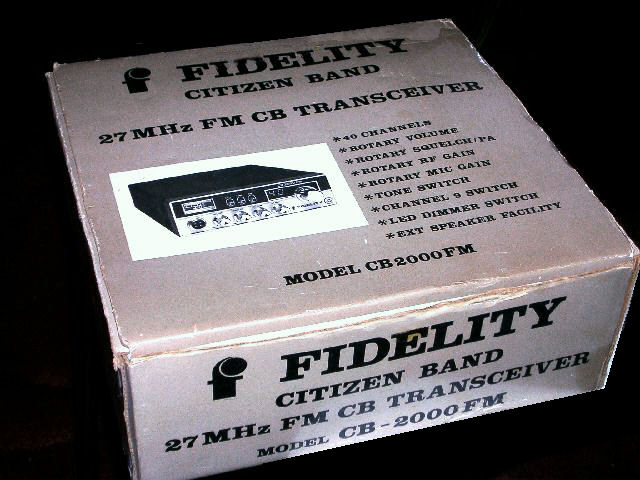 FIDELITY
CITIZEN BAND
27MHz FM CB TRANSCEIVER
*40 CHANNELS
*ROTARY VOLUME
*ROTARY SQUELCH/PA
*ROTARY RF GAIN
*ROTARY MIC GAIN
*TONE SWITCH
*CHANNEL 9 SWITCH
*LED DIMMER SWITCH
*EXT SPEAKER FACILITY
MODEL CB2000FM
FIDELITY
CITIZEN BAND
27MHz FM CB TRANSCEIVER
MODEL CB-2000FM